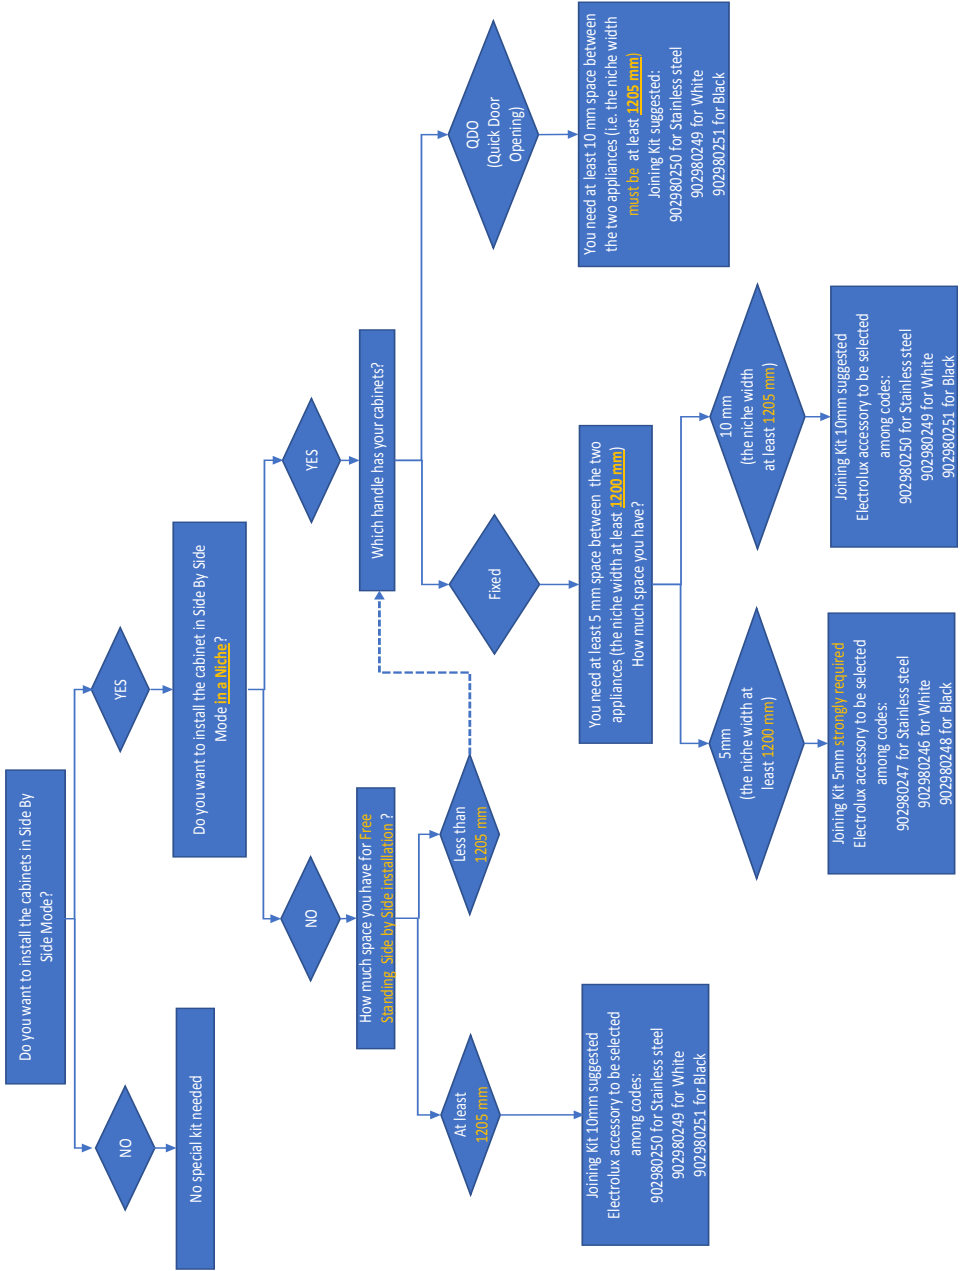 Do you want to install the cabinets in Side By
Side Mode?
NO
YES
No special kit needed
Do you want to install the cabinet in Side By Side
Mode in a Niche?
NO
YES
How much space you have for Free
Standing Side by Side installation ?
Which handle has your cabinets?
At least
1205 mm
Less than
1205 mm
Fixed
QDO
(Quick Door
Opening)
Joining Kit 10mm suggested
Electrolux accessory to be selected
among codes:
902980250 for Stainless steel
902980249 for White
902980251 for Black
You need at least 5 mm space between the two
appliances (the niche width at least 1200 mm)
How much space you have?
You need at least 10 mm space between
the two appliances (i.e. the niche width
must be at least 1205 mm)
Joining Kit suggested:
902980250 for Stainless steel
902980249 for White
902980251 for Black
5mm
(the niche width at
least 1200 mm)
10 mm
(the niche width
at least 1205 mm)
Joining Kit 5mm strongly required
Electrolux accessory to be selected
among codes:
902980247 for Stainless steel
902980246 for White
902980248 for Black
Joining Kit 10mm suggested
Electrolux accessory to be selected
among codes:
902980250 for Stainless steel
902980249 for White
902980251 for Black